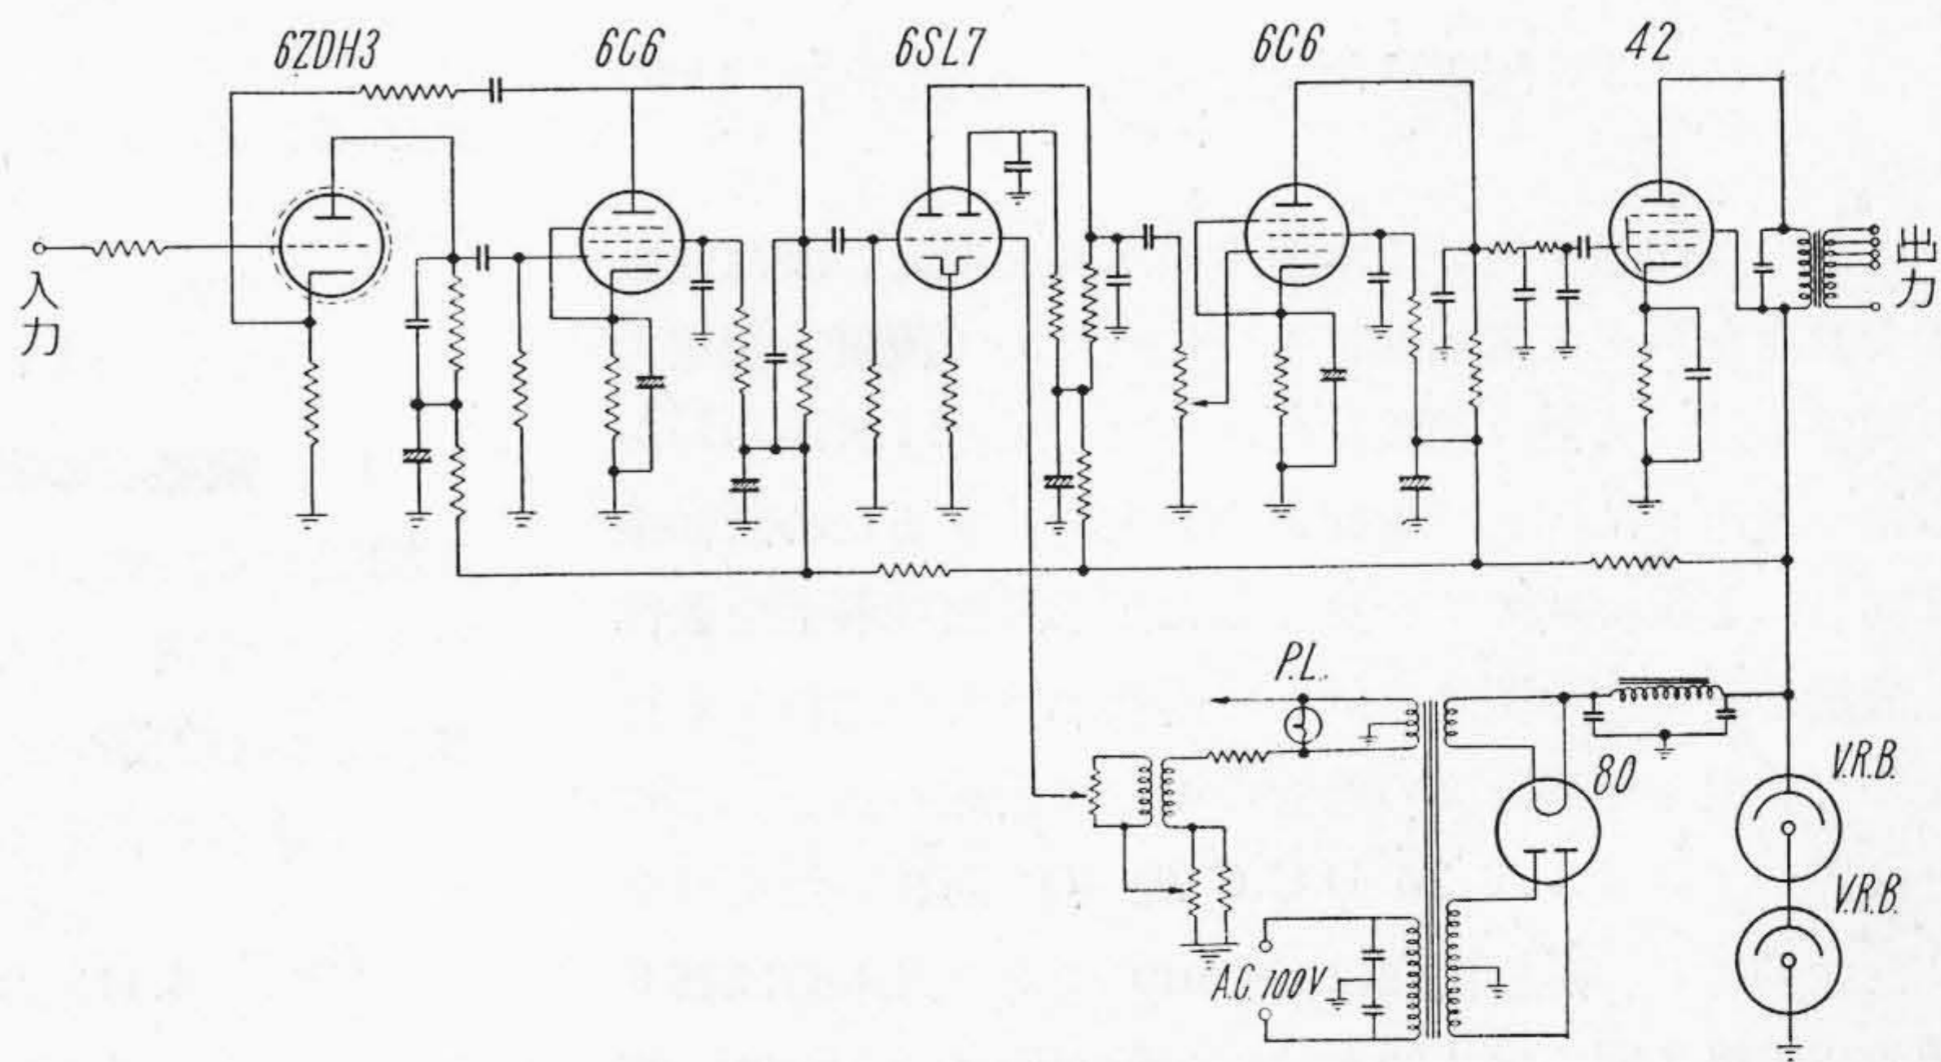 6ZDH3
6C6
6SL7
6C6
42
入力
出力
P.L.
80
V.R.B.
V.R.B.
A.C. 100V